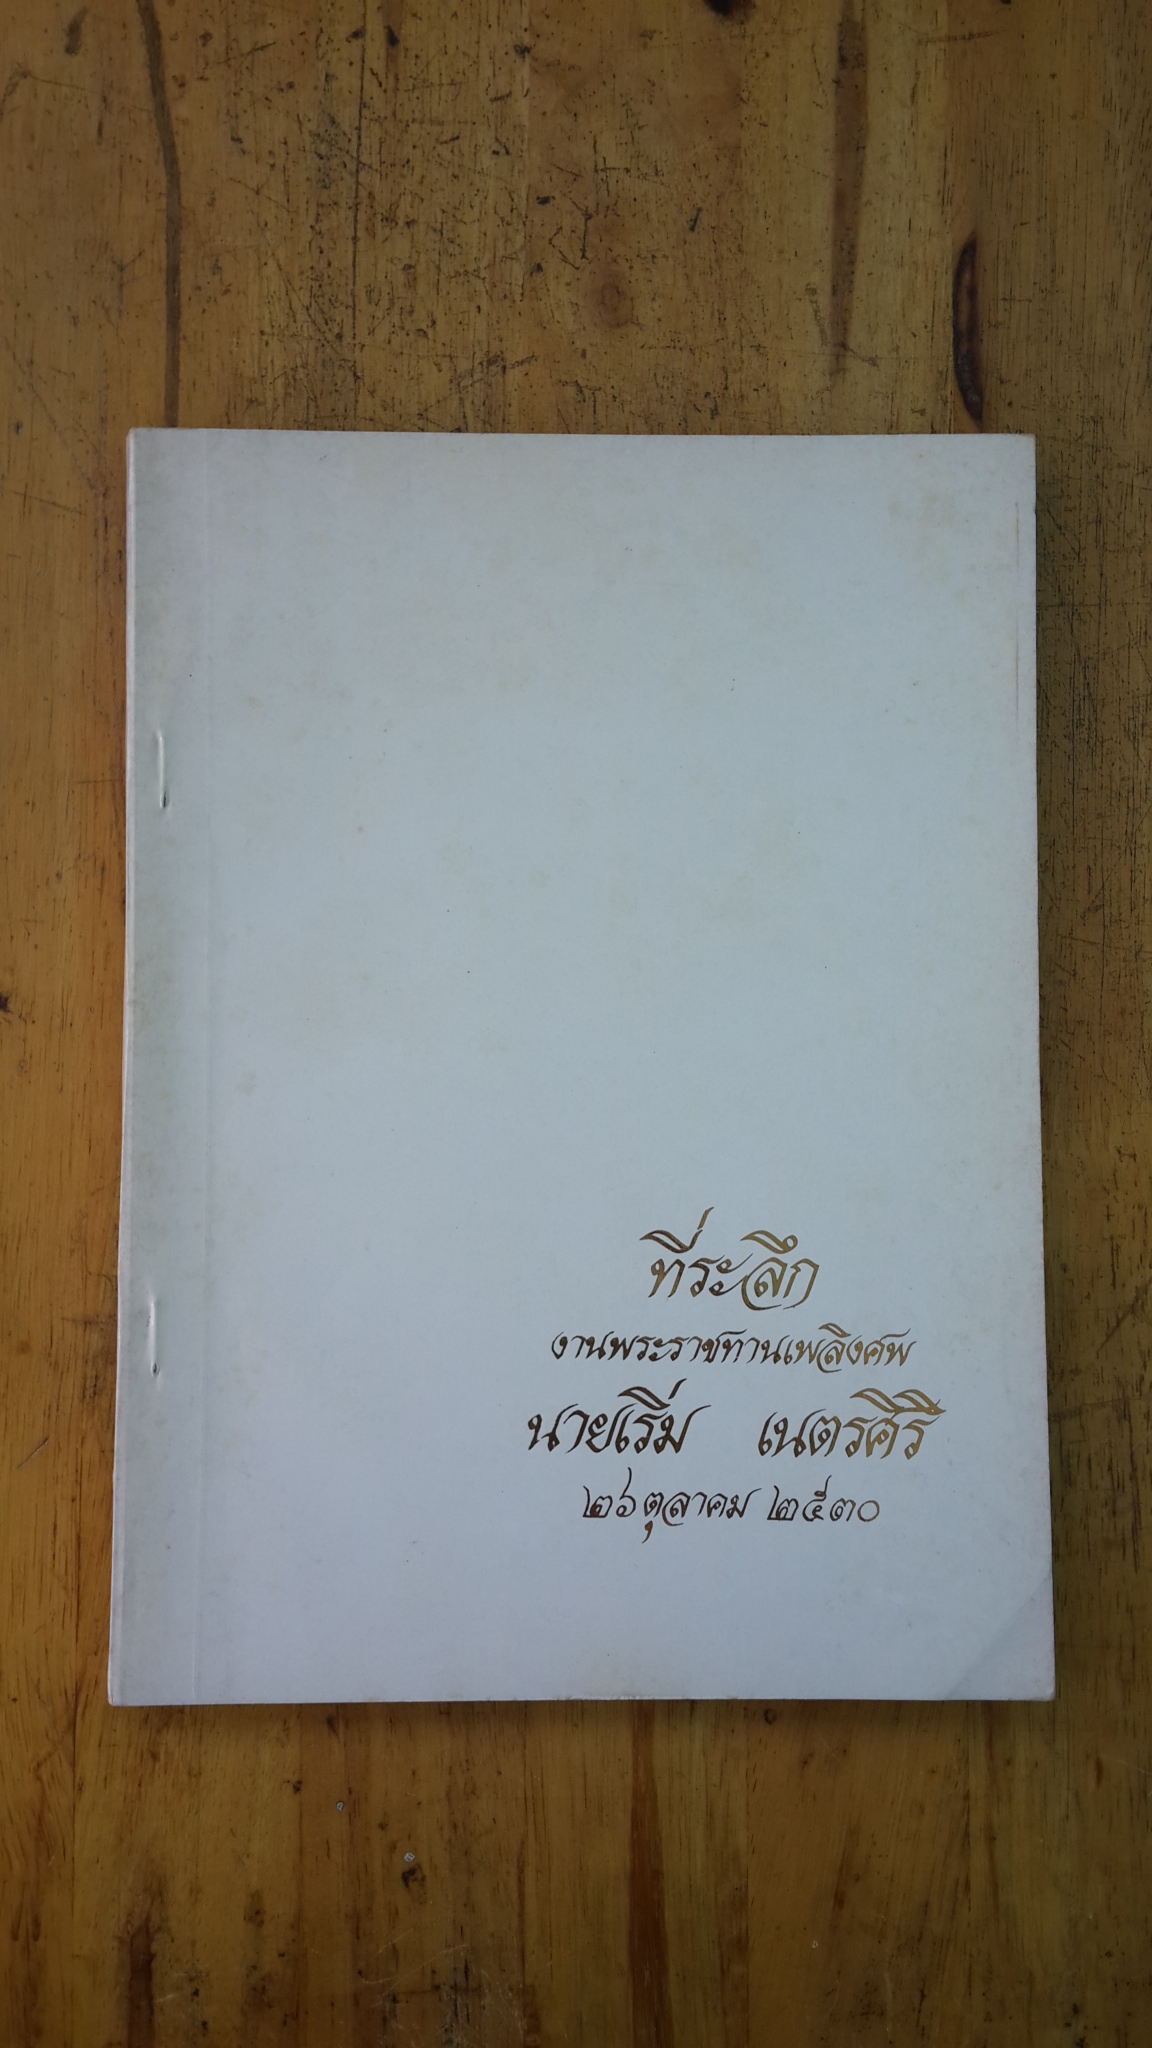 ที่ระลึก
งานพระราชทานเพลิงศพ
นายเริ่ม เนตรศิริ
๒๖ ตุลาคม ๒๕๓๐